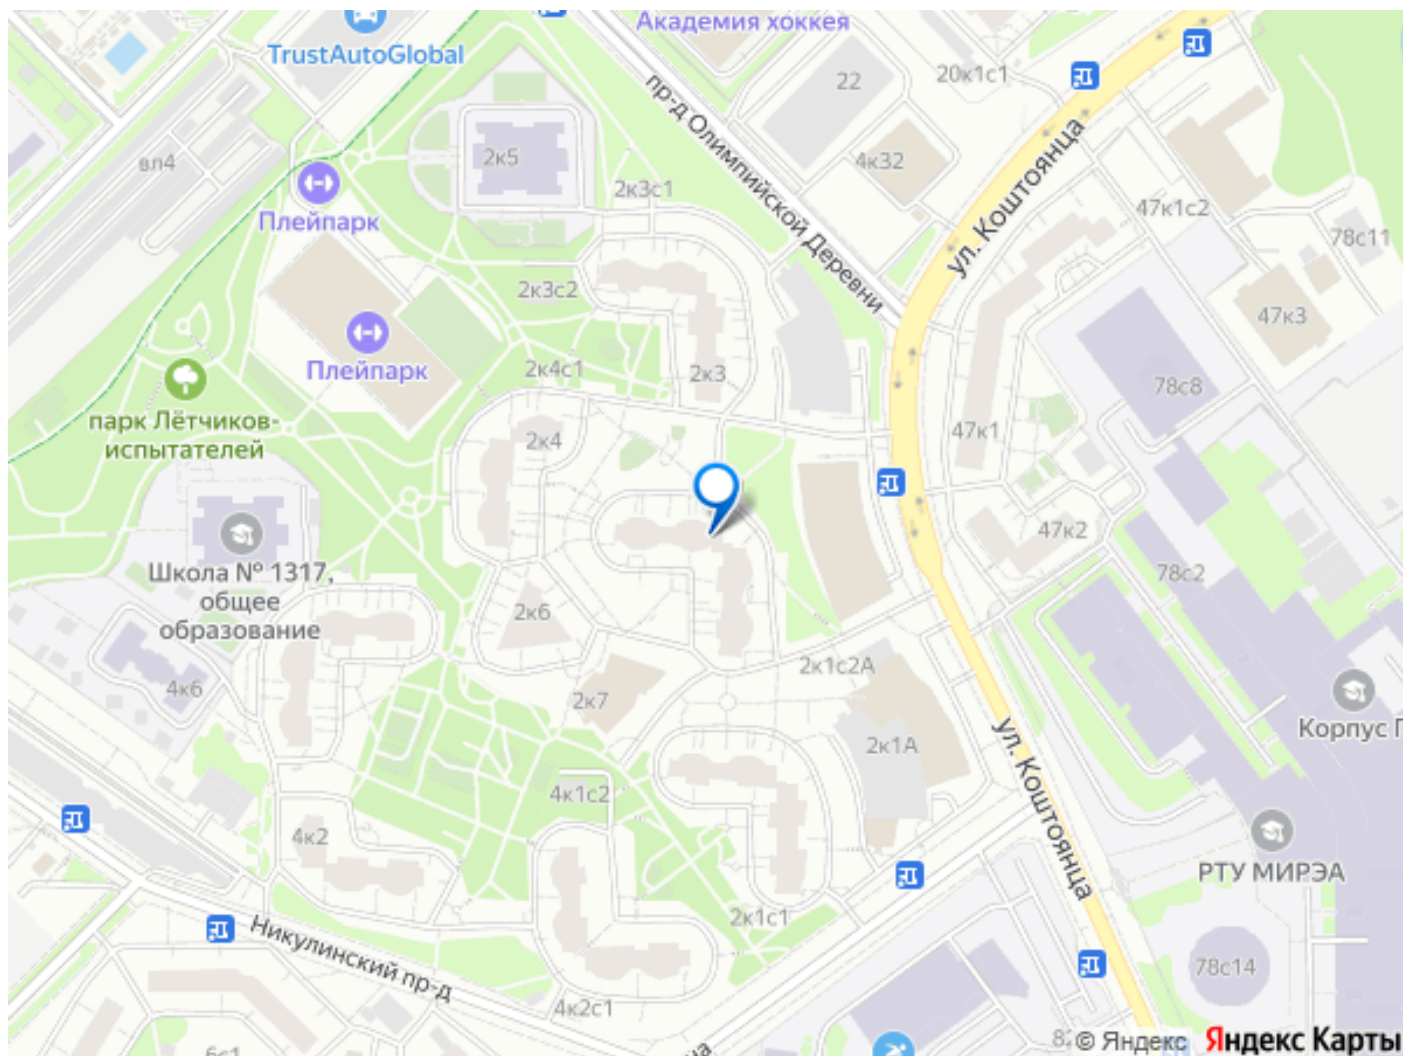 Академия хоккея
TrustAutoGlobal
22
20к1с1
пр-д Олимпийской Деревни
ул. Коштоянца
вл4
2к5
4к32
2к3с1
Плейпарк
47к1с2
78с11
2к3с2
47к3
Плейпарк
2к4с1
2к3
78с8
парк Лётчиков-
испытателей
2к4
47к1
47к2
Школа № 1317,
общее
образование
78с2
2к6
2к1с2А
4к6
2к7
Корпус Г
2к1А
ул. Коштоянца
4к1с2
4к2
РТУ МИРЭА
2к1с1
Никулинский пр-д
78с14
4к2с1
6с1
© Яндекс Яндекс Карты